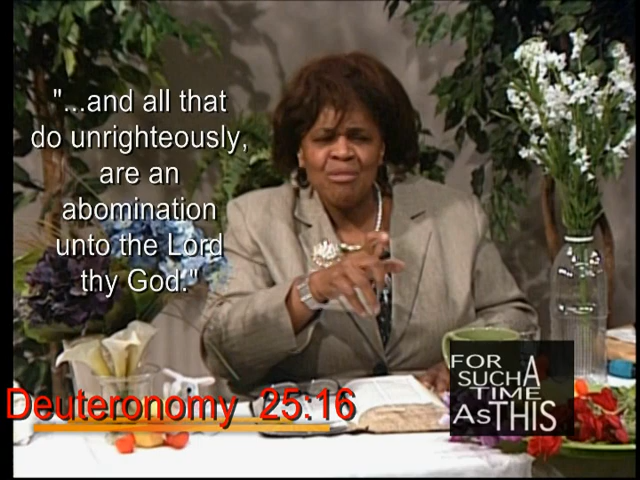 "...and all that
do unrighteously,
are an
abomination
unto the Lord
thy God."
Deuteronomy 25:16
FOR
SUCH A
TIME
AS THIS